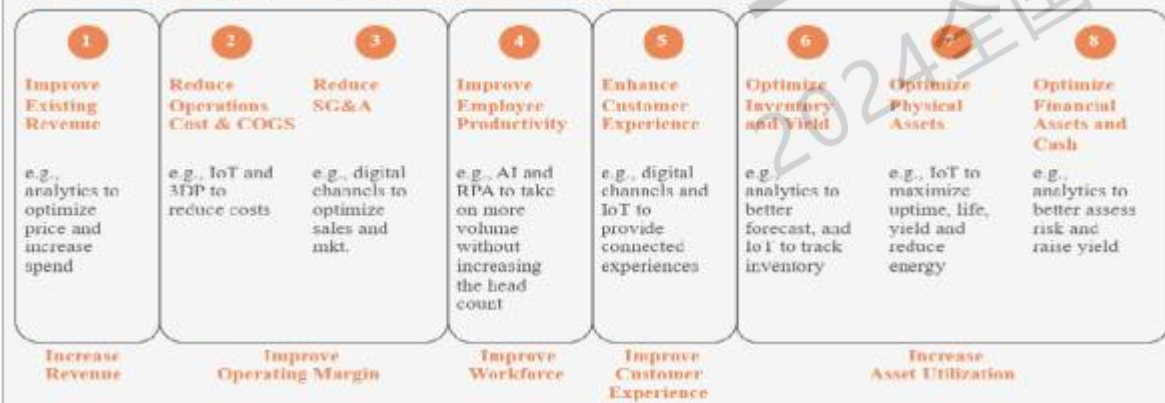 1
Improve
Existing
Revenue
e.g.,
analytics to
optimize
price and
increase
spend
2
Reduce
Operations
Cost & COGS
e.g., IoT and
3DP to
reduce costs
3
Reduce
SG&A
e.g., digital
channels to
optimize
sales and
mkt.
4
Improve
Employee
Productivity
e.g., AI and
RPA to take
on more
volume
without
increasing
the head
count
5
Enhance
Customer
Experience
e.g., digital
channels and
IoT to
provide
connected
experiences
6
Optimize
Inventory
and Yield
e.g.,
analytics to
better
forecast, and
IoT to track
inventory
7
Optimize
Physical
Assets
e.g., IoT to
maximize
uptime, life,
yield and
reduce
energy
8
Optimize
Financial
Assets and
Cash
e.g.,
analytics to
better assess
risk and
raise yield
Increase
Revenue
Improve
Operating Margin
Improve
Workforce
Improve
Customer
Experience
Increase
Asset Utilization
2024全国